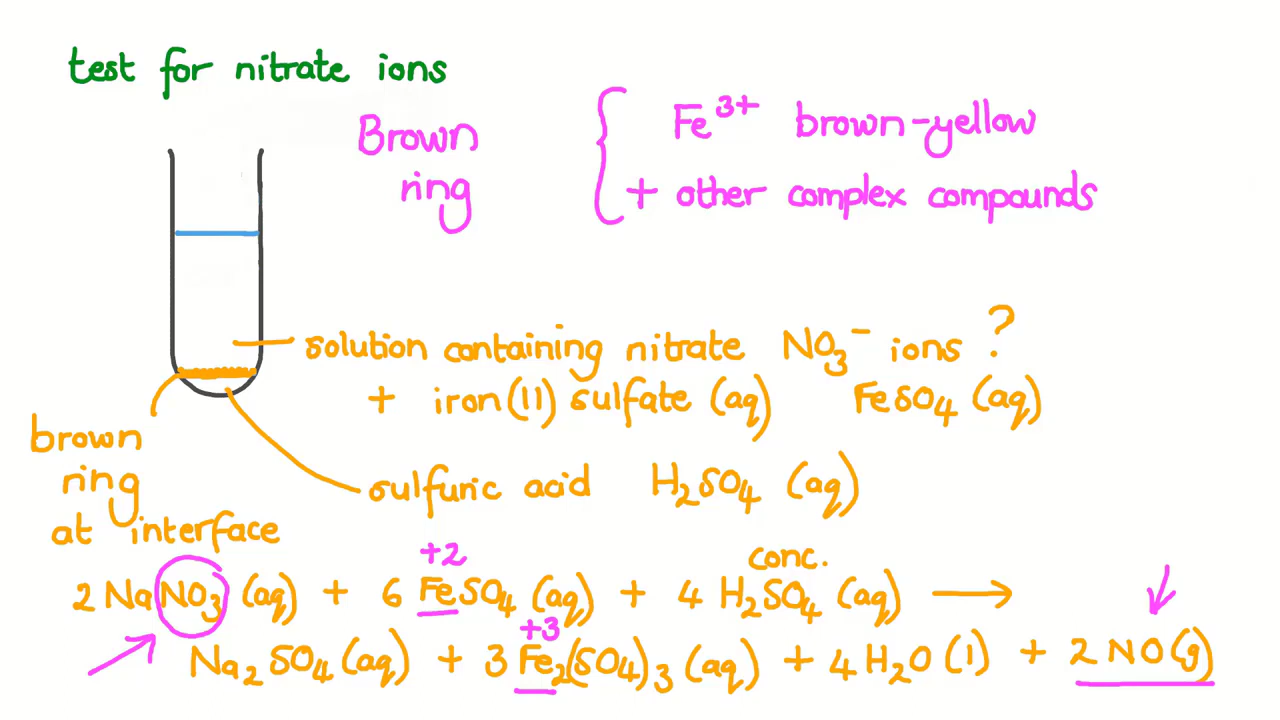 test for nitrate ions
Brown
ring
Fe³⁺ brown-yellow
+ other complex compounds
solution containing nitrate NO₃⁻ ions ?
+ iron(II) sulfate (aq) FeSO₄ (aq)
brown
ring
at interface
sulfuric acid H₂SO₄ (aq)
+2
conc.
2 NaNO₃ (aq) + 6 FeSO₄ (aq) + 4 H₂SO₄ (aq) →
+3
Na₂SO₄ (aq) + 3 Fe₂(SO₄)₃ (aq) + 4 H₂O (l) + 2 NO(g)